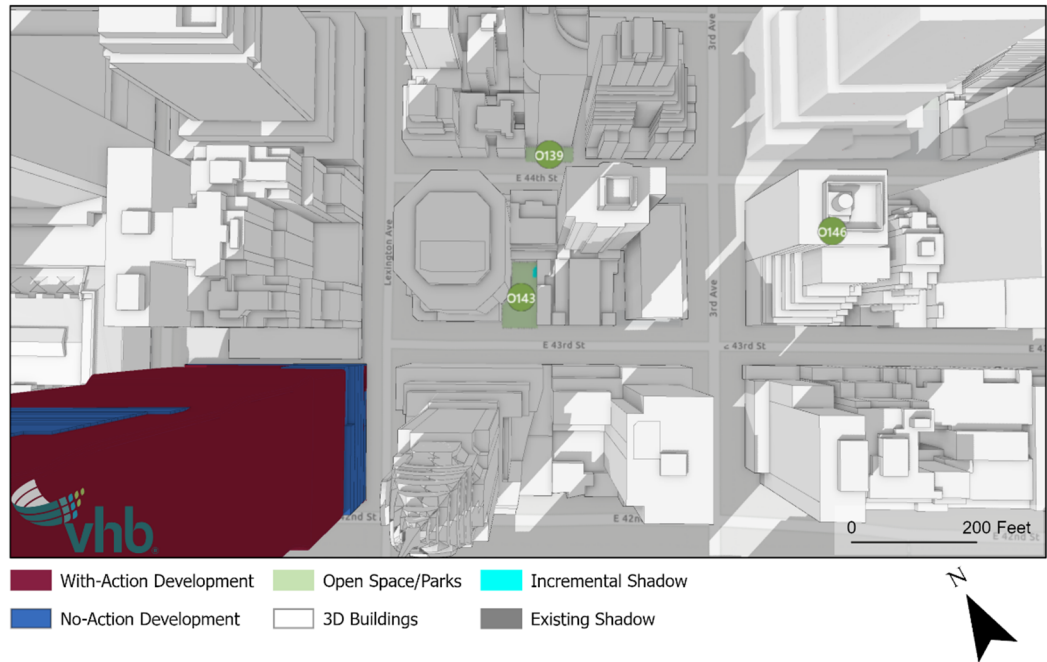 3rd Ave
O139
E 44th St
Lexington Ave
O146
3rd Ave
O143
E 43rd St
E 43rd St
E 43
vhb.
42nd St
E 42n
E 42nd St
0 200 Feet
With-Action Development Open Space/Parks Incremental Shadow
No-Action Development 3D Buildings Existing Shadow
N